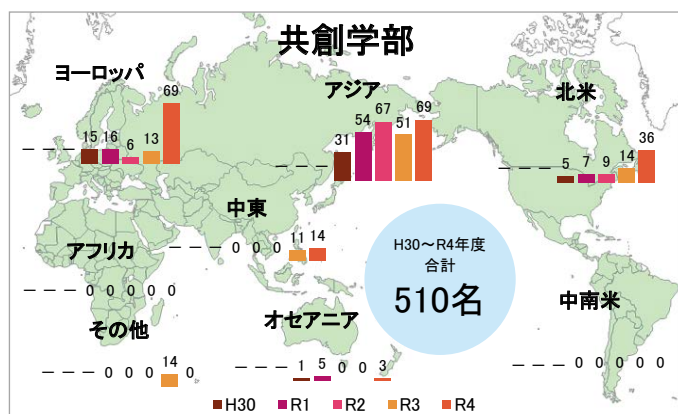 共創学部
ヨーロッパ
15 16 6 13 69
アジア
31 54 67 51 69
北米
5 7 9 14 36
中東
― ― ― 0 0 0 11 14
アフリカ
― ― ― 0 0 0 0 0
その他
― ― ― 0 0 0 14 0
オセアニア
― ― ― 1 5 0 0 3
中南米
― ― ― 0 0 0 0 0
H30～R4年度
合計
510名
H30 R1 R2 R3 R4